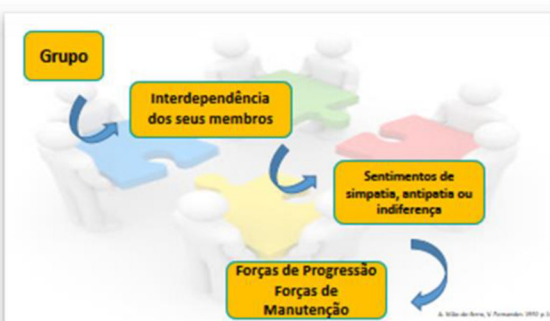 Grupo
Interdependência
dos seus membros
Sentimentos de
simpatia, antipatia ou
indiferença
Forças de Progressão
Forças de
Manutenção